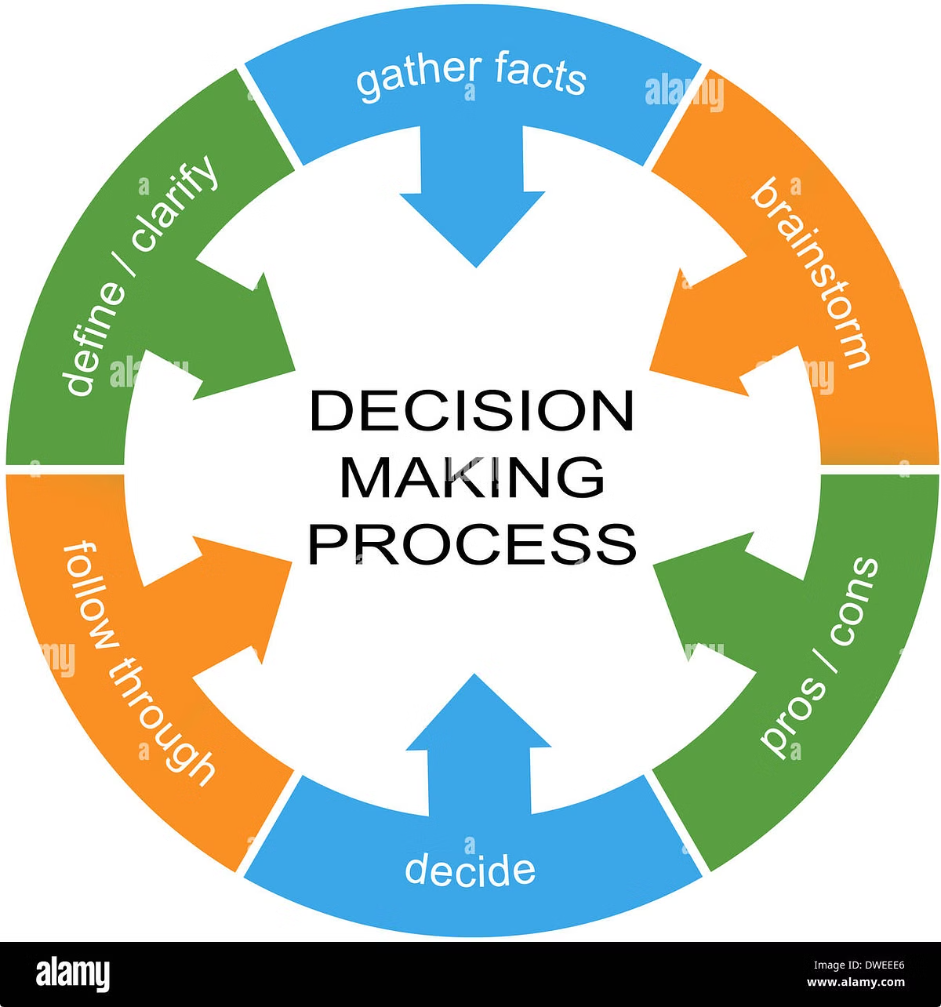 gather facts
brainstorm
pros / cons
decide
follow through
define / clarify
DECISION
MAKING
PROCESS
alamy
a
alamy
Image ID: DWEEE6
www.alamy.com